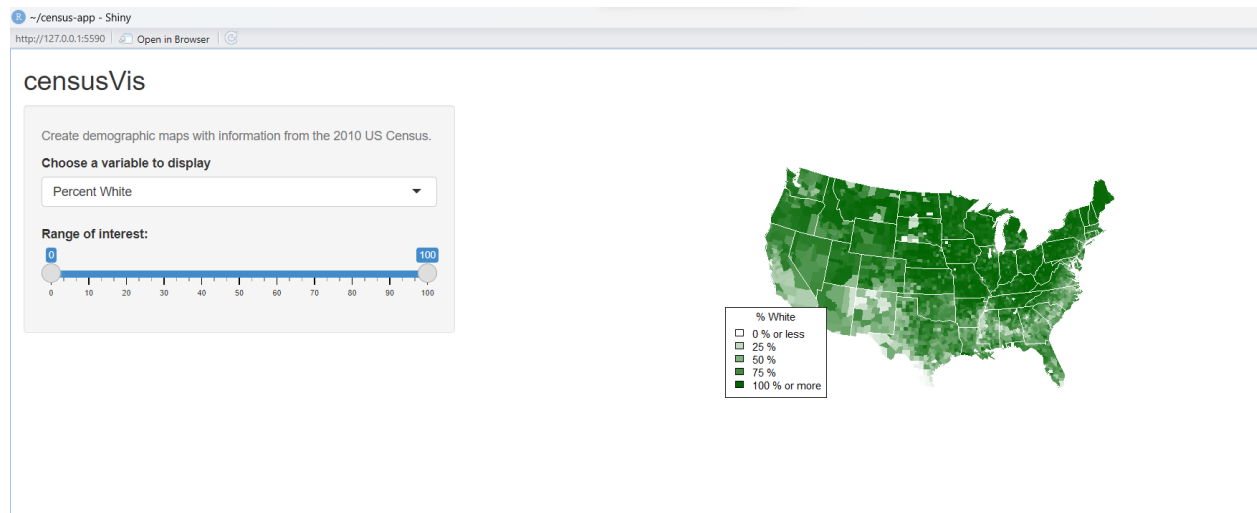 R ~/census-app - Shiny
http://127.0.0.1:5590 Open in Browser
censusVis
Create demographic maps with information from the 2010 US Census.
Choose a variable to display
Percent White
Range of interest:
0 100
0 10 20 30 40 50 60 70 80 90 100
% White
0 % or less
25 %
50 %
75 %
100 % or more